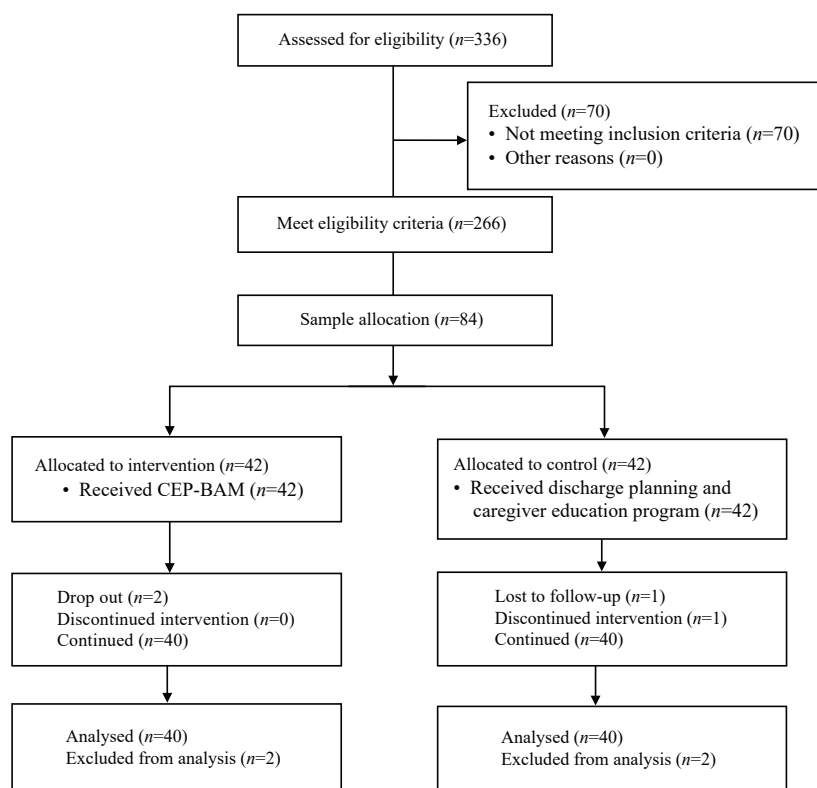 Assessed for eligibility (n=336)
Excluded (n=70)
• Not meeting inclusion criteria (n=70)
• Other reasons (n=0)
Meet eligibility criteria (n=266)
Sample allocation (n=84)
Allocated to intervention (n=42)
• Received CEP-BAM (n=42)
Allocated to control (n=42)
• Received discharge planning and
caregiver education program (n=42)
Drop out (n=2)
Discontinued intervention (n=0)
Continued (n=40)
Lost to follow-up (n=1)
Discontinued intervention (n=1)
Continued (n=40)
Analysed (n=40)
Excluded from analysis (n=2)
Analysed (n=40)
Excluded from analysis (n=2)